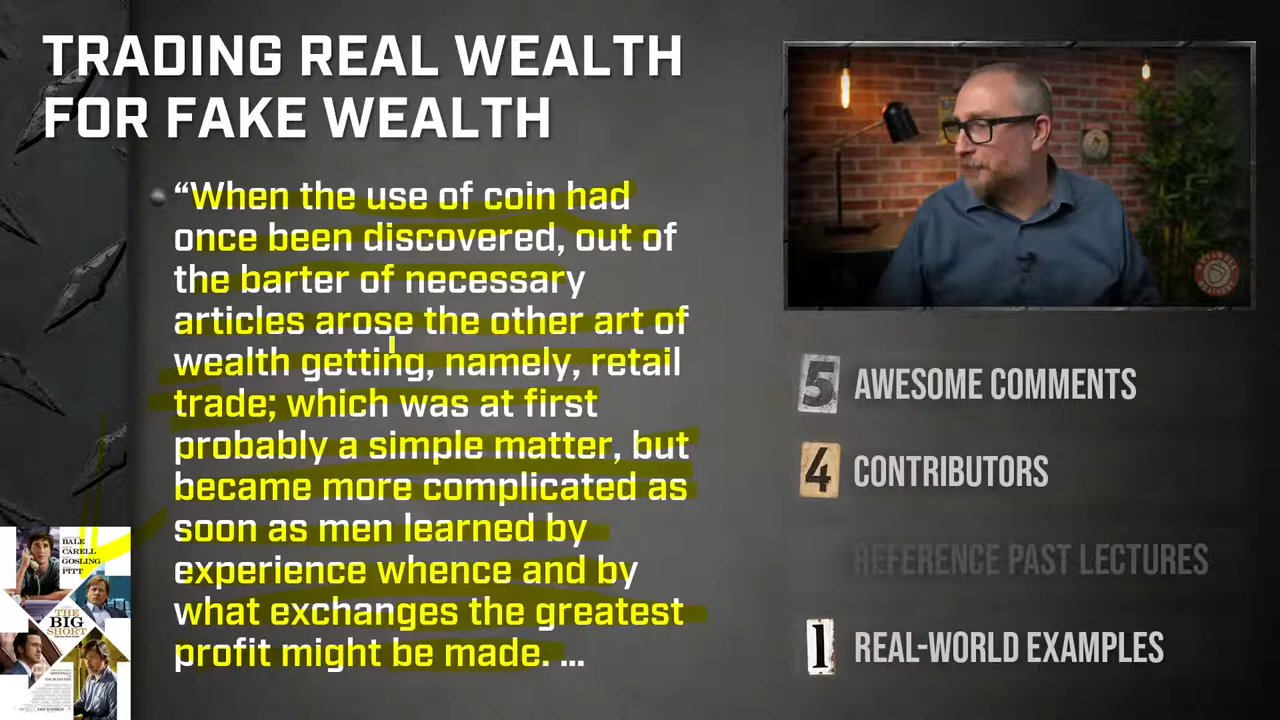 TRADING REAL WEALTH
FOR FAKE WEALTH
“When the use of coin had
once been discovered, out of
the barter of necessary
articles arose the other art of
wealth getting, namely, retail
trade; which was at first
probably a simple matter, but
became more complicated as
soon as men learned by
experience whence and by
what exchanges the greatest
profit might be made. ...
5 AWESOME COMMENTS
4 CONTRIBUTORS
REFERENCE PAST LECTURES
1 REAL-WORLD EXAMPLES
BALE
CARELL
GOSLING
PITT
THE
BIG
SHORT